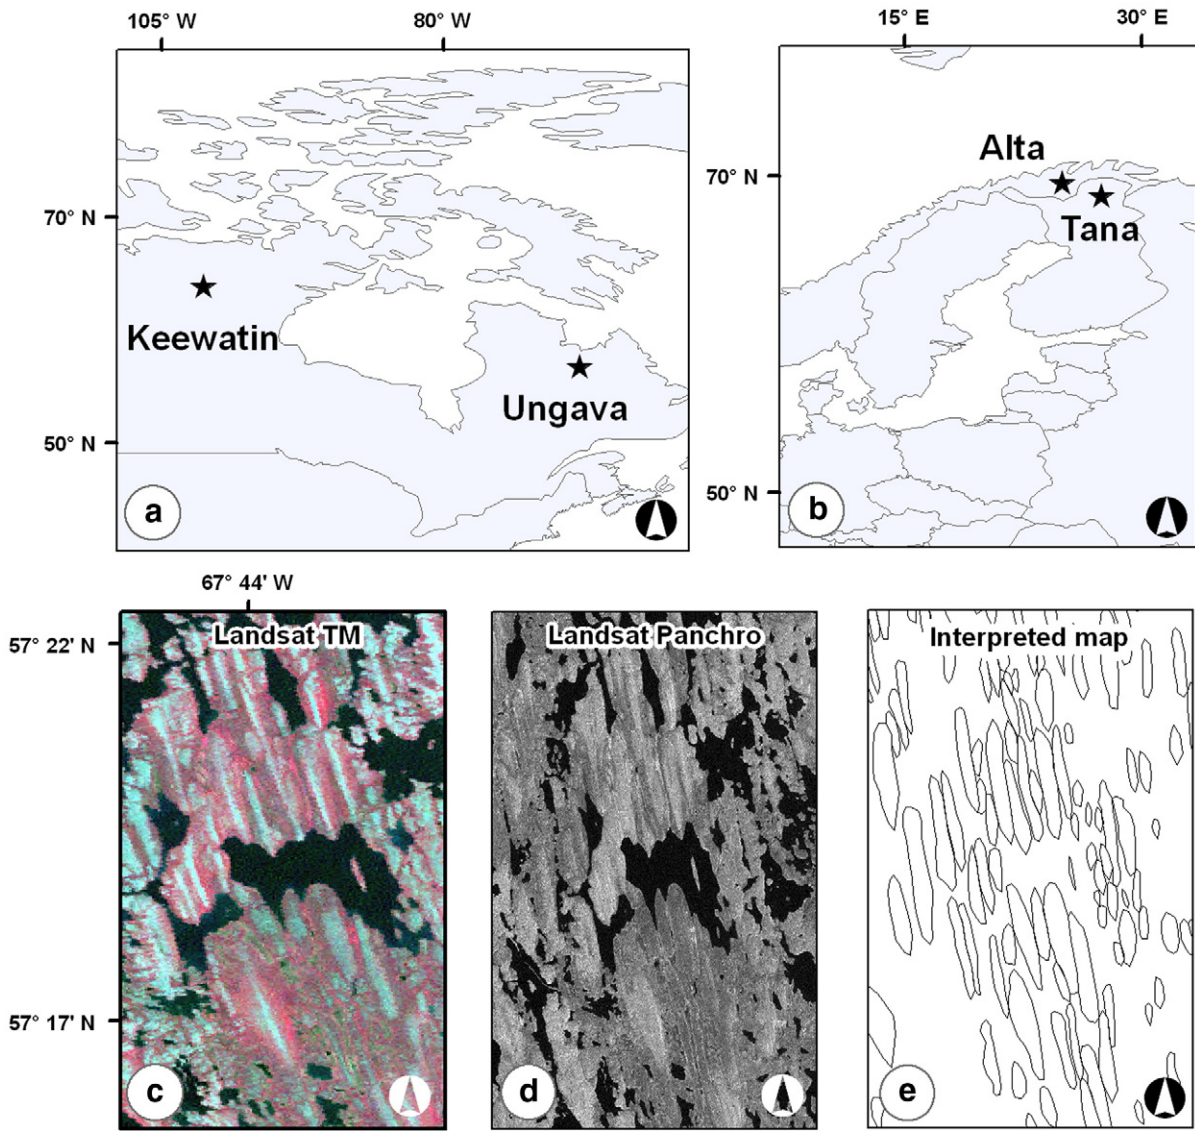 105° W
80° W
15° E
30° E
70° N
50° N
Keewatin
Ungava
a
70° N
50° N
Alta
Tana
b
67° 44' W
57° 22' N
57° 17' N
Landsat TM
c
Landsat Panchro
d
Interpreted map
e